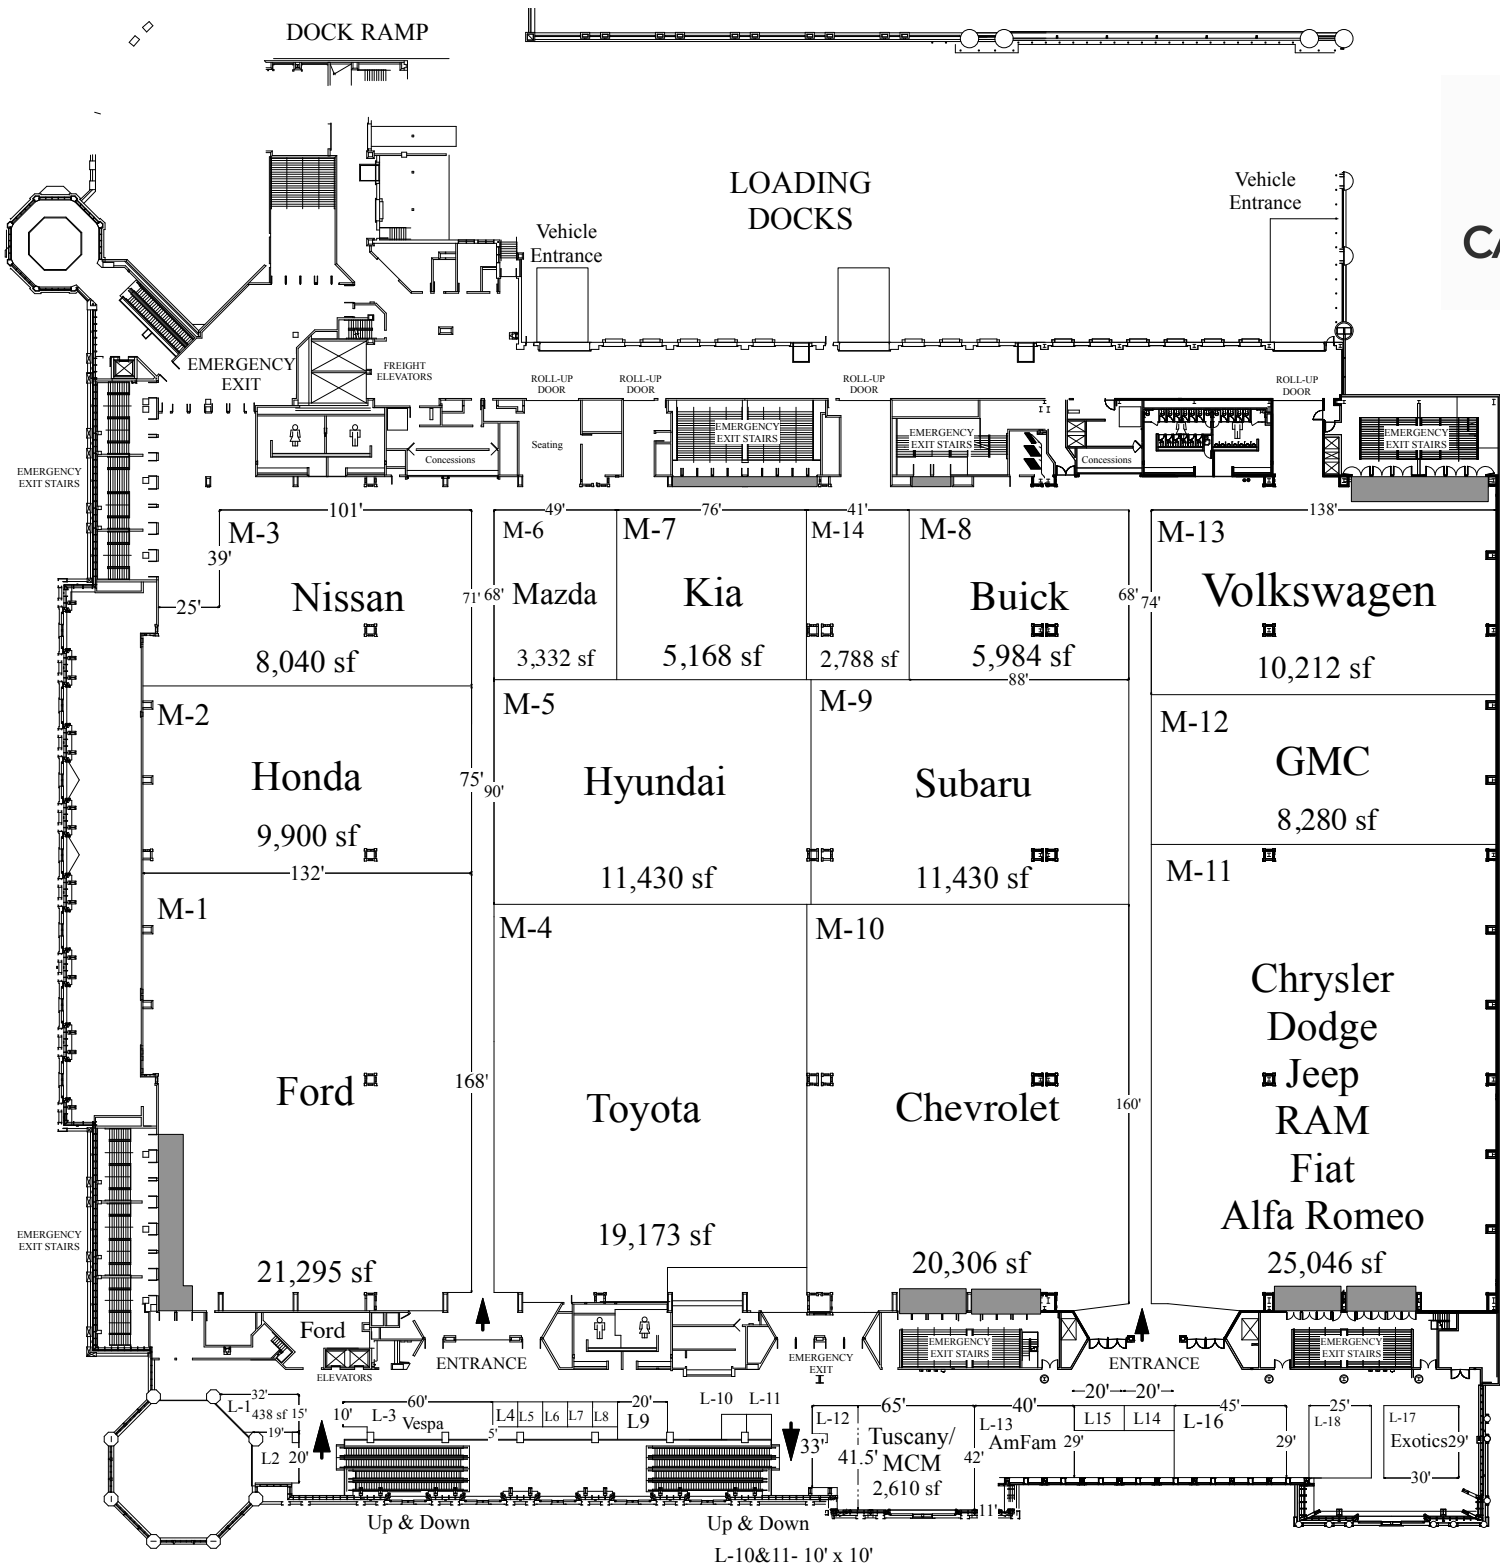 DOCK RAMP
LOADING
DOCKS
Vehicle
Entrance
Vehicle
Entrance
CA
EMERGENCY
EXIT
FREIGHT
ELEVATORS
ROLL-UP
DOOR
ROLL-UP
DOOR
ROLL-UP
DOOR
ROLL-UP
DOOR
EMERGENCY
EXIT STAIRS
Concessions
Seating
EMERGENCY
EXIT STAIRS
EMERGENCY
EXIT STAIRS
Concessions
EMERGENCY
EXIT STAIRS
M-3
101'
39'
25'
71'
Nissan
8,040 sf
M-6
49'
68'
Mazda
3,332 sf
M-7
76'
Kia
5,168 sf
M-14
41'
2,788 sf
M-8
Buick
5,984 sf
88'
68'
M-13
138'
74'
Volkswagen
10,212 sf
M-2
Honda
9,900 sf
75'
132'
M-5
90'
Hyundai
11,430 sf
M-9
Subaru
11,430 sf
M-12
GMC
8,280 sf
M-1
Ford
168'
21,295 sf
M-4
Toyota
19,173 sf
M-10
Chevrolet
160'
20,306 sf
M-11
Chrysler
Dodge
Jeep
RAM
Fiat
Alfa Romeo
25,046 sf
EMERGENCY
EXIT STAIRS
Ford
ELEVATORS
ENTRANCE
EMERGENCY
EXIT
EMERGENCY
EXIT STAIRS
ENTRANCE
EMERGENCY
EXIT STAIRS
32'
L-1
438 sf
15'
19'
L2
20'
10'
60'
L-3
Vespa
5'
L4
L5
L6
L7
L8
20'
L9
L-10
L-11
33'
L-12
65'
41.5'
Tuscany/
MCM
2,610 sf
42'
11'
L-13
40'
AmFam
29'
20'
20'
L15
L14
L-16
45'
29'
25'
L-18
L-17
Exotics
29'
30'
Up & Down
Up & Down
L-10&11- 10' x 10'